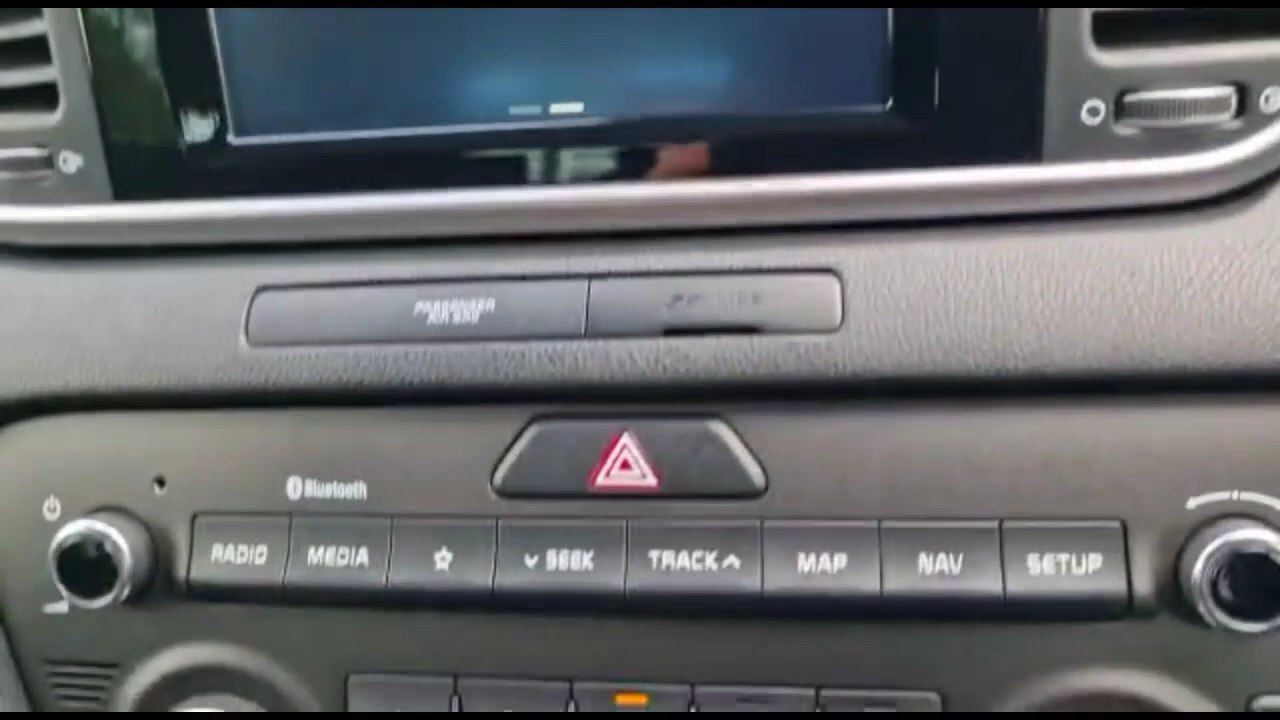 PASSENGER
AIR BAG
Bluetooth
RADIO
MEDIA
SEEK
TRACK
MAP
NAV
SETUP